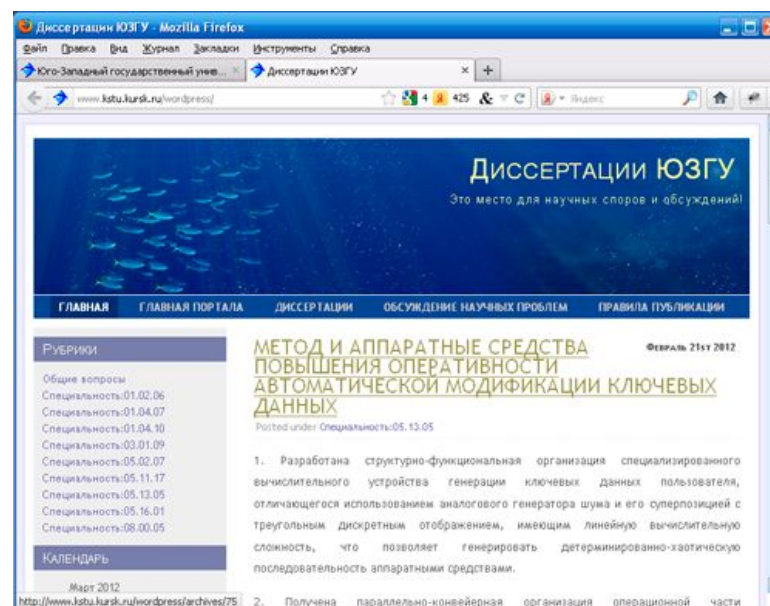 Диссертации ЮЗГУ - Mozilla Firefox
Файл Правка Вид Журнал Закладки Инструменты Справка
Юго-Западный государственный унив... Диссертации ЮЗГУ
www.kstu.kursk.ru/wordpress/ 4 425 Яндекс
ДИССЕРТАЦИИ ЮЗГУ
Это место для научных споров и обсуждений!
ГЛАВНАЯ ГЛАВНАЯ ПОРТАЛА ДИССЕРТАЦИИ ОБСУЖДЕНИЕ НАУЧНЫХ ПРОБЛЕМ ПРАВИЛА ПУБЛИКАЦИИ
РУБРИКИ
Общие вопросы
Специальность:01.02.06
Специальность:01.04.07
Специальность:01.04.10
Специальность:03.01.09
Специальность:05.02.07
Специальность:05.11.17
Специальность:05.13.05
Специальность:05.16.01
Специальность:08.00.05
КАЛЕНДАРЬ
Март 2012
МЕТОД И АППАРАТНЫЕ СРЕДСТВА
ПОВЫШЕНИЯ ОПЕРАТИВНОСТИ
АВТОМАТИЧЕСКОЙ МОДИФИКАЦИИ КЛЮЧЕВЫХ
ДАННЫХ
ФЕВРАЛЬ 21ST 2012
Posted under Специальность:05.13.05
1. Разработана структурно-функциональная организация специализированного
вычислительного устройства генерации ключевых данных пользователя,
отличающегося использованием аналогового генератора шума и его суперпозицией с
треугольным дискретным отображением, имеющим линейную вычислительную
сложность, что позволяет генерировать детерминированно-хаотическую
последовательность аппаратными средствами.
2. Получена параллельно-конвейерная организация операционной части
http://www.kstu.kursk.ru/wordpress/archives/75